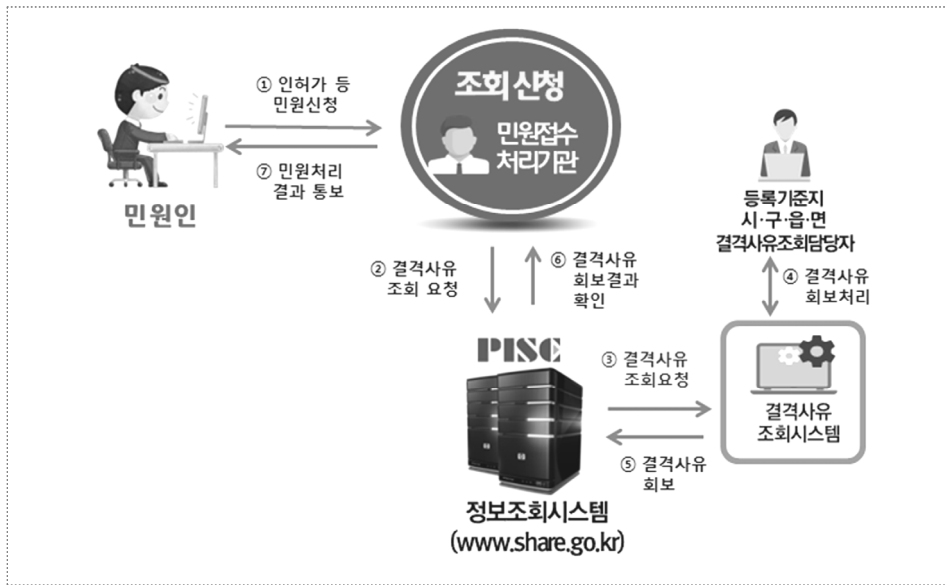 ① 인허가 등
민원신청
⑦ 민원처리
결과 통보
민원인
조회 신청
민원접수
처리기관
② 결격사유
조회 요청
⑥ 결격사유
회보결과
확인
등록기준지
시·구·읍·면
결격사유조회담당자
④ 결격사유
회보처리
PISC
③ 결격사유
조회요청
⑤ 결격사유
회보
결격사유
조회시스템
정보조회시스템
(www.share.go.kr)